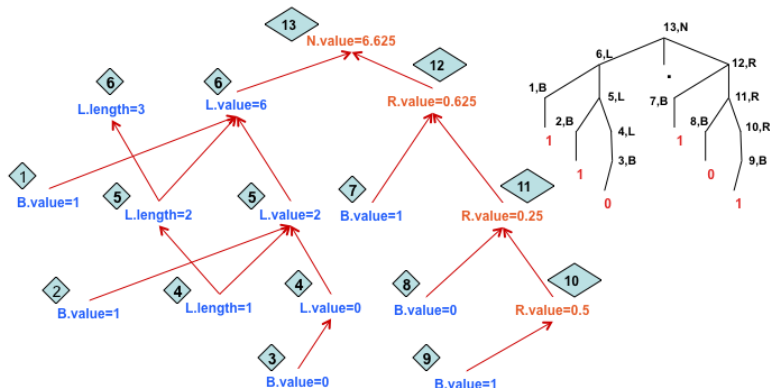 13
N.value=6.625
6
L.length=3
6
L.value=6
12
R.value=0.625
1
B.value=1
5
L.length=2
5
L.value=2
7
B.value=1
11
R.value=0.25
2
B.value=1
4
L.length=1
4
L.value=0
8
B.value=0
10
R.value=0.5
3
B.value=0
9
B.value=1
13,N
6,L
.
12,R
1,B
5,L
7,B
11,R
2,B
4,L
8,B
10,R
1
3,B
1
9,B
1
0
0
1